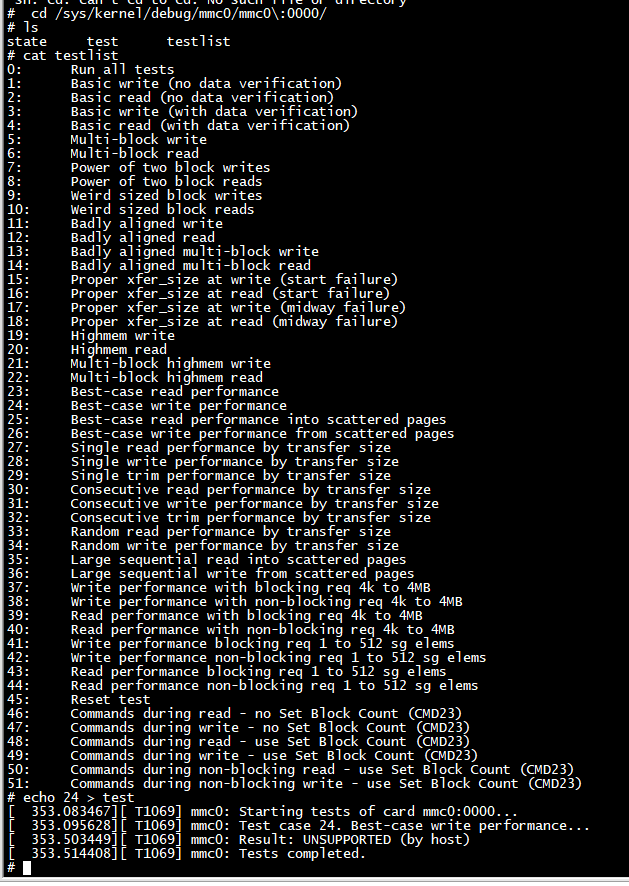 sh: cd: can't cd to cd: No such file or directory
#  cd /sys/kernel/debug/mmc0/mmc0\:0000/
# ls
state     test      testlist
# cat testlist
0:      Run all tests
1:      Basic write (no data verification)
2:      Basic read (no data verification)
3:      Basic write (with data verification)
4:      Basic read (with data verification)
5:      Multi-block write
6:      Multi-block read
7:      Power of two block writes
8:      Power of two block reads
9:      Weird sized block writes
10:     Weird sized block reads
11:     Badly aligned write
12:     Badly aligned read
13:     Badly aligned multi-block write
14:     Badly aligned multi-block read
15:     Proper xfer_size at write (start failure)
16:     Proper xfer_size at read (start failure)
17:     Proper xfer_size at write (midway failure)
18:     Proper xfer_size at read (midway failure)
19:     Highmem write
20:     Highmem read
21:     Multi-block highmem write
22:     Multi-block highmem read
23:     Best-case read performance
24:     Best-case write performance
25:     Best-case read performance into scattered pages
26:     Best-case write performance from scattered pages
27:     Single read performance by transfer size
28:     Single write performance by transfer size
29:     Single trim performance by transfer size
30:     Consecutive read performance by transfer size
31:     Consecutive write performance by transfer size
32:     Consecutive trim performance by transfer size
33:     Random read performance by transfer size
34:     Random write performance by transfer size
35:     Large sequential read into scattered pages
36:     Large sequential write from scattered pages
37:     Write performance with blocking req 4k to 4MB
38:     Write performance with non-blocking req 4k to 4MB
39:     Read performance with blocking req 4k to 4MB
40:     Read performance with non-blocking req 4k to 4MB
41:     Write performance blocking req 1 to 512 sg elems
42:     Write performance non-blocking req 1 to 512 sg elems
43:     Read performance blocking req 1 to 512 sg elems
44:     Read performance non-blocking req 1 to 512 sg elems
45:     Reset test
46:     Commands during read - no Set Block Count (CMD23)
47:     Commands during write - no Set Block Count (CMD23)
48:     Commands during read - use Set Block Count (CMD23)
49:     Commands during write - use Set Block Count (CMD23)
50:     Commands during non-blocking read - use Set Block Count (CMD23)
51:     Commands during non-blocking write - use Set Block Count (CMD23)
# echo 24 > test
[  353.083467][ T1069] mmc0: Starting tests of card mmc0:0000...
[  353.095628][ T1069] mmc0: Test case 24. Best-case write performance...
[  353.503449][ T1069] mmc0: Result: UNSUPPORTED (by host)
[  353.514408][ T1069] mmc0: Tests completed.
#